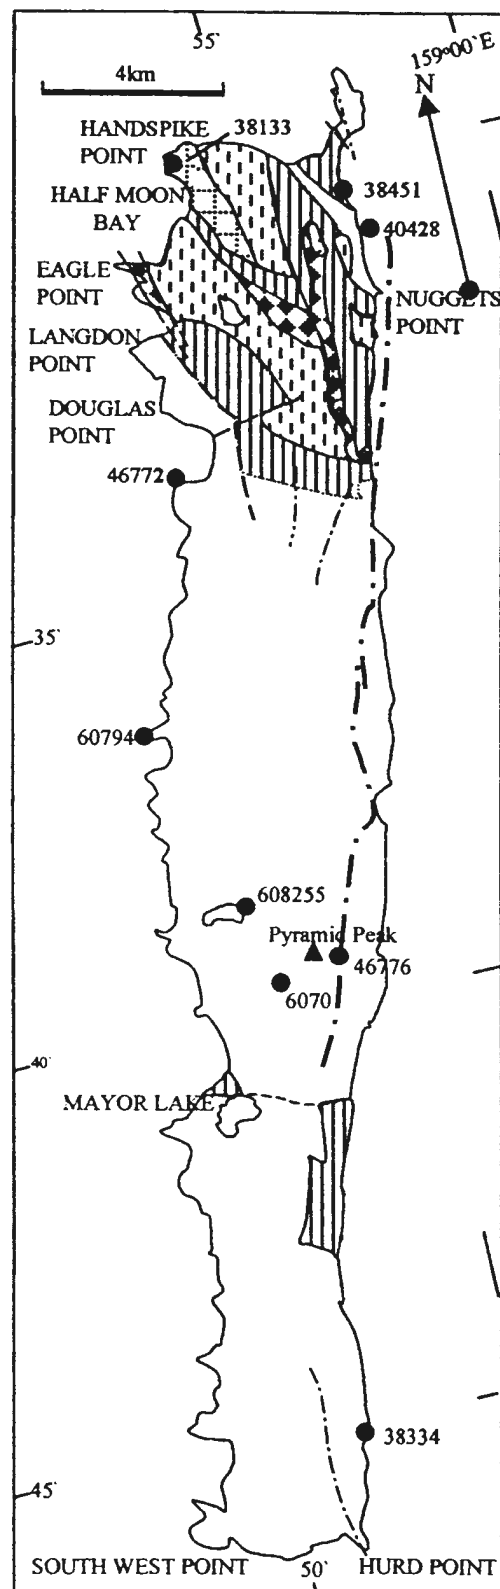 55`
159°00`E
4km
N
HANDSPIKE
POINT
38133
HALF MOON
BAY
38451
40428
EAGLE
POINT
NUGGETS
POINT
LANGDON
POINT
DOUGLAS
POINT
46772
35`
60794
608255
Pyramid Peak
46776
6070
40`
MAYOR LAKE
38334
45`
SOUTH WEST POINT
50`
HURD POINT